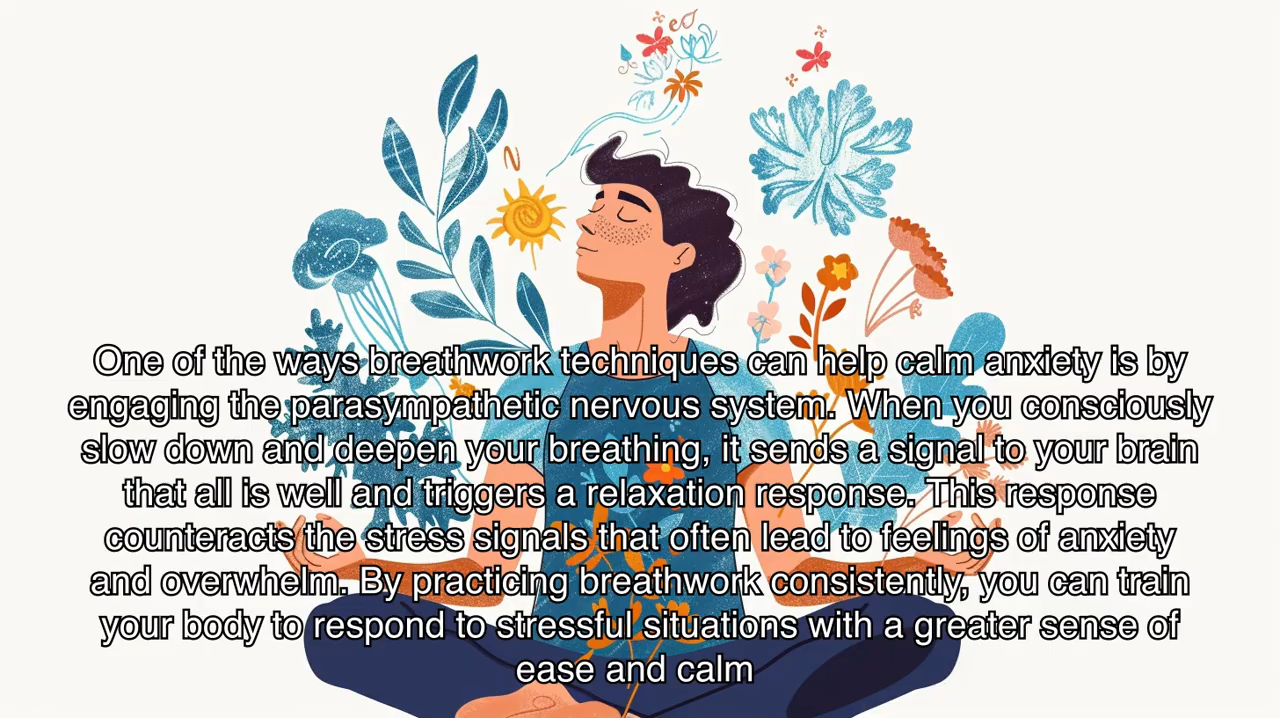 One of the ways breathwork techniques can help calm anxiety is by
engaging the parasympathetic nervous system. When you consciously
slow down and deepen your breathing, it sends a signal to your brain
that all is well and triggers a relaxation response. This response
counteracts the stress signals that often lead to feelings of anxiety
and overwhelm. By practicing breathwork consistently, you can train
your body to respond to stressful situations with a greater sense of
ease and calm